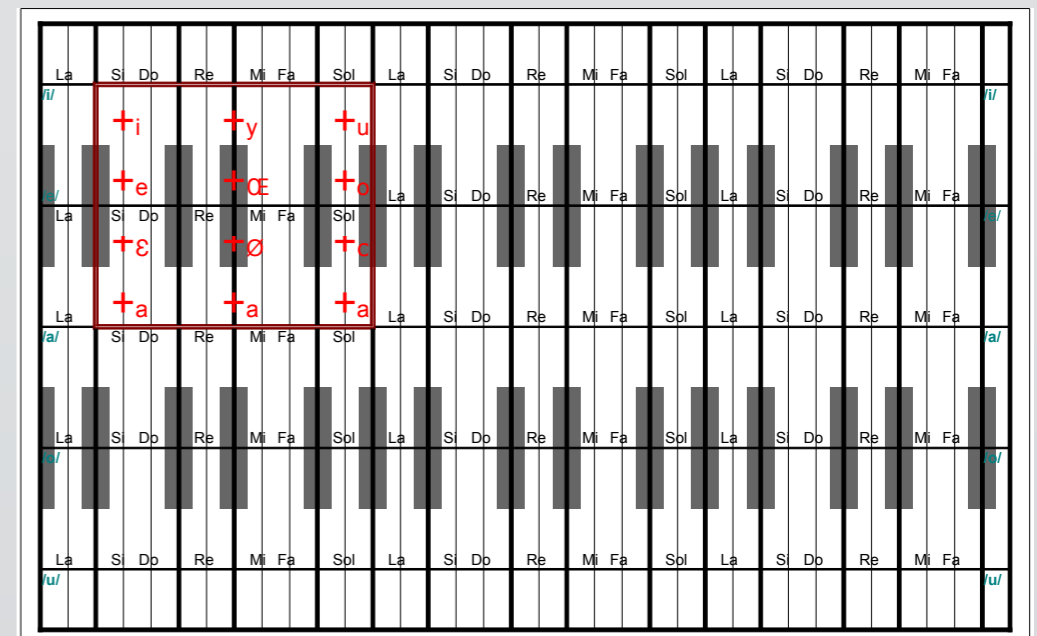 La Si Do Re Mi Fa Sol La Si Do Re Mi Fa Sol La Si Do Re Mi Fa
/i/ /i/
i y u
e Œ o
/e/ La Si Do Re Mi Fa Sol La Si Do Re Mi Fa /e/
La Si Do Re Mi Fa Sol
Ɛ Ø ɔ
a a a
La La Si Do Re Mi Fa Sol La Si Do Re Mi Fa
/a/ Si Do Re Mi Fa Sol /a/
La Si Do Re Mi Fa Sol La Si Do Re Mi Fa Sol La Si Do Re Mi Fa
/o/ /o/
La Si Do Re Mi Fa Sol La Si Do Re Mi Fa Sol La Si Do Re Mi Fa
/u/ /u/